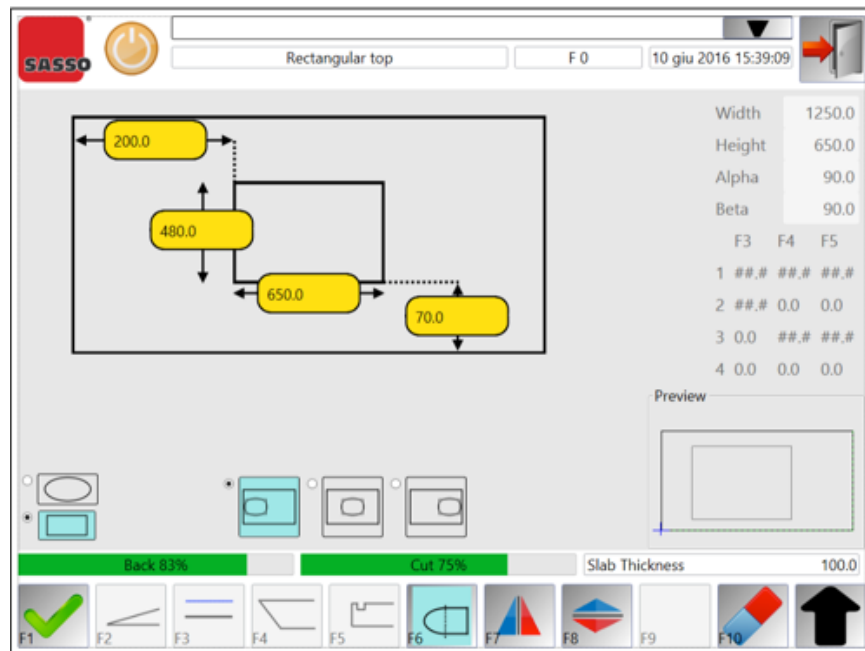 SASSO
Rectangular top F 0 10 giu 2016 15:39:09
200.0
480.0
650.0
70.0
Width 1250.0
Height 650.0
Alpha 90.0
Beta 90.0
F3 F4 F5
1 ##.# ##.# ##.#
2 ##.# 0.0 0.0
3 0.0 ##.# ##.#
4 0.0 0.0 0.0
Preview
Back 83% Cut 75% Slab Thickness 100.0
F1 F2 F3 F4 F5 F6 F7 F8 F9 F10